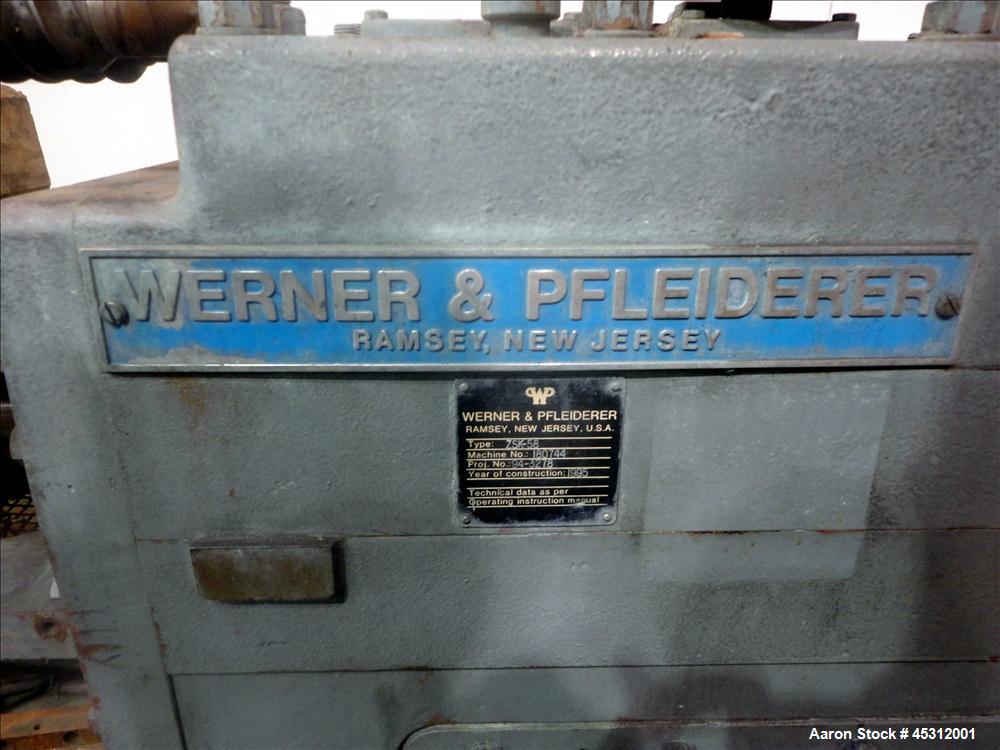 WERNER & PFLEIDERER
RAMSEY, NEW JERSEY
WP
WERNER & PFLEIDERER
RAMSEY, NEW JERSEY, U.S.A.
Type: ZSK-58
Machine No.: 180744
Proj. No.: 94-3278
Year of construction: 1995
Technical data as per
Operating instruction manual
Aaron Stock # 45312001